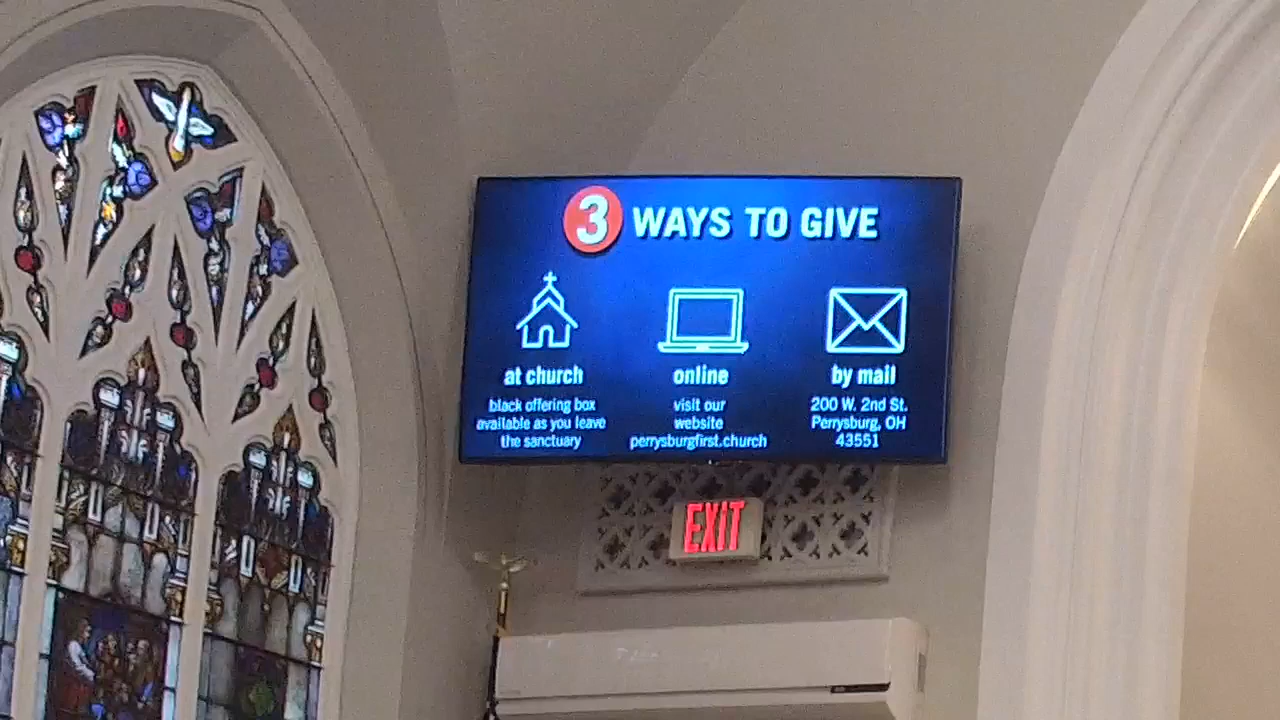 3 WAYS TO GIVE
at church
black offering box
available as you leave
the sanctuary
online
visit our
website
perrysburgfirst.church
by mail
200 W. 2nd St.
Perrysburg, OH
43551
EXIT